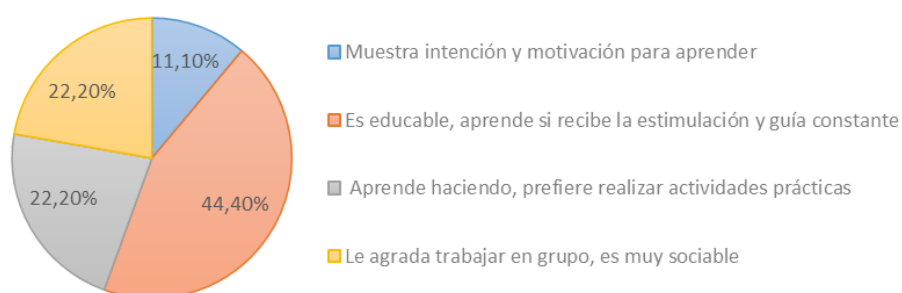 11,10%
44,40%
22,20%
22,20%
Muestra intención y motivación para aprender
Es educable, aprende si recibe la estimulación y guía constante
Aprende haciendo, prefiere realizar actividades prácticas
Le agrada trabajar en grupo, es muy sociable